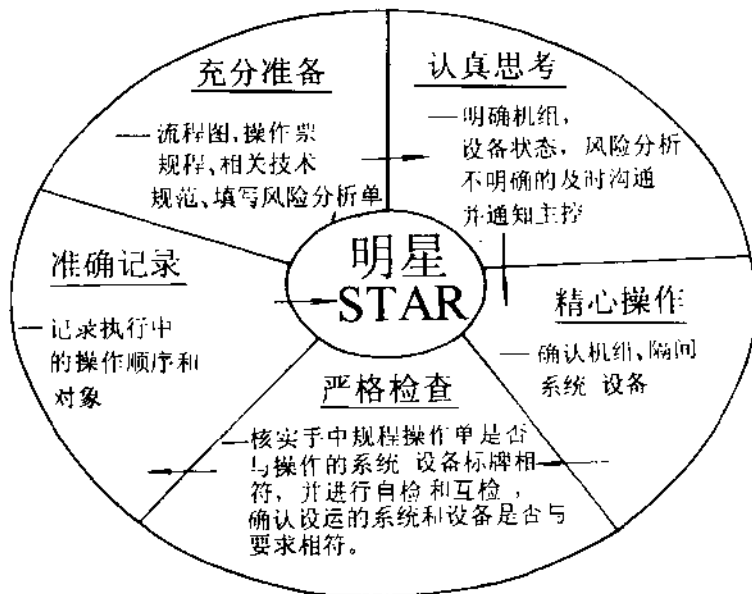 充分准备
— 流程图,操作票
规程、相关技术
规范、填写风险分析单
认真思考
— 明确机组,
设备状态,风险分析
不明确的及时沟通
并通知主控
精心操作
— 确认机组、隔间
系统 设备
严格检查
—核实手中规程操作单是否
与操作的系统 设备标牌相
符,并进行自检和互检,
确认设运的系统和设备是否与
要求相符。
准确记录
—记录执行中
的操作顺序和
对象
明星
STAR